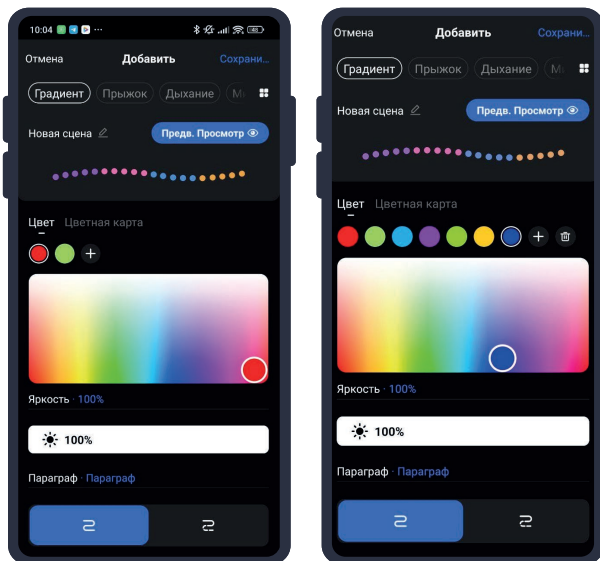 10:04
Отмена Добавить Сохрани...
Градиент Прыжок Дыхание М
Новая сцена Предв. Просмотр
Цвет Цветная карта
Яркость · 100%
100%
Параграф · Параграф
Отмена Добавить Сохрани...
Градиент Прыжок Дыхание М
Новая сцена Предв. Просмотр
Цвет Цветная карта
Яркость · 100%
100%
Параграф · Параграф